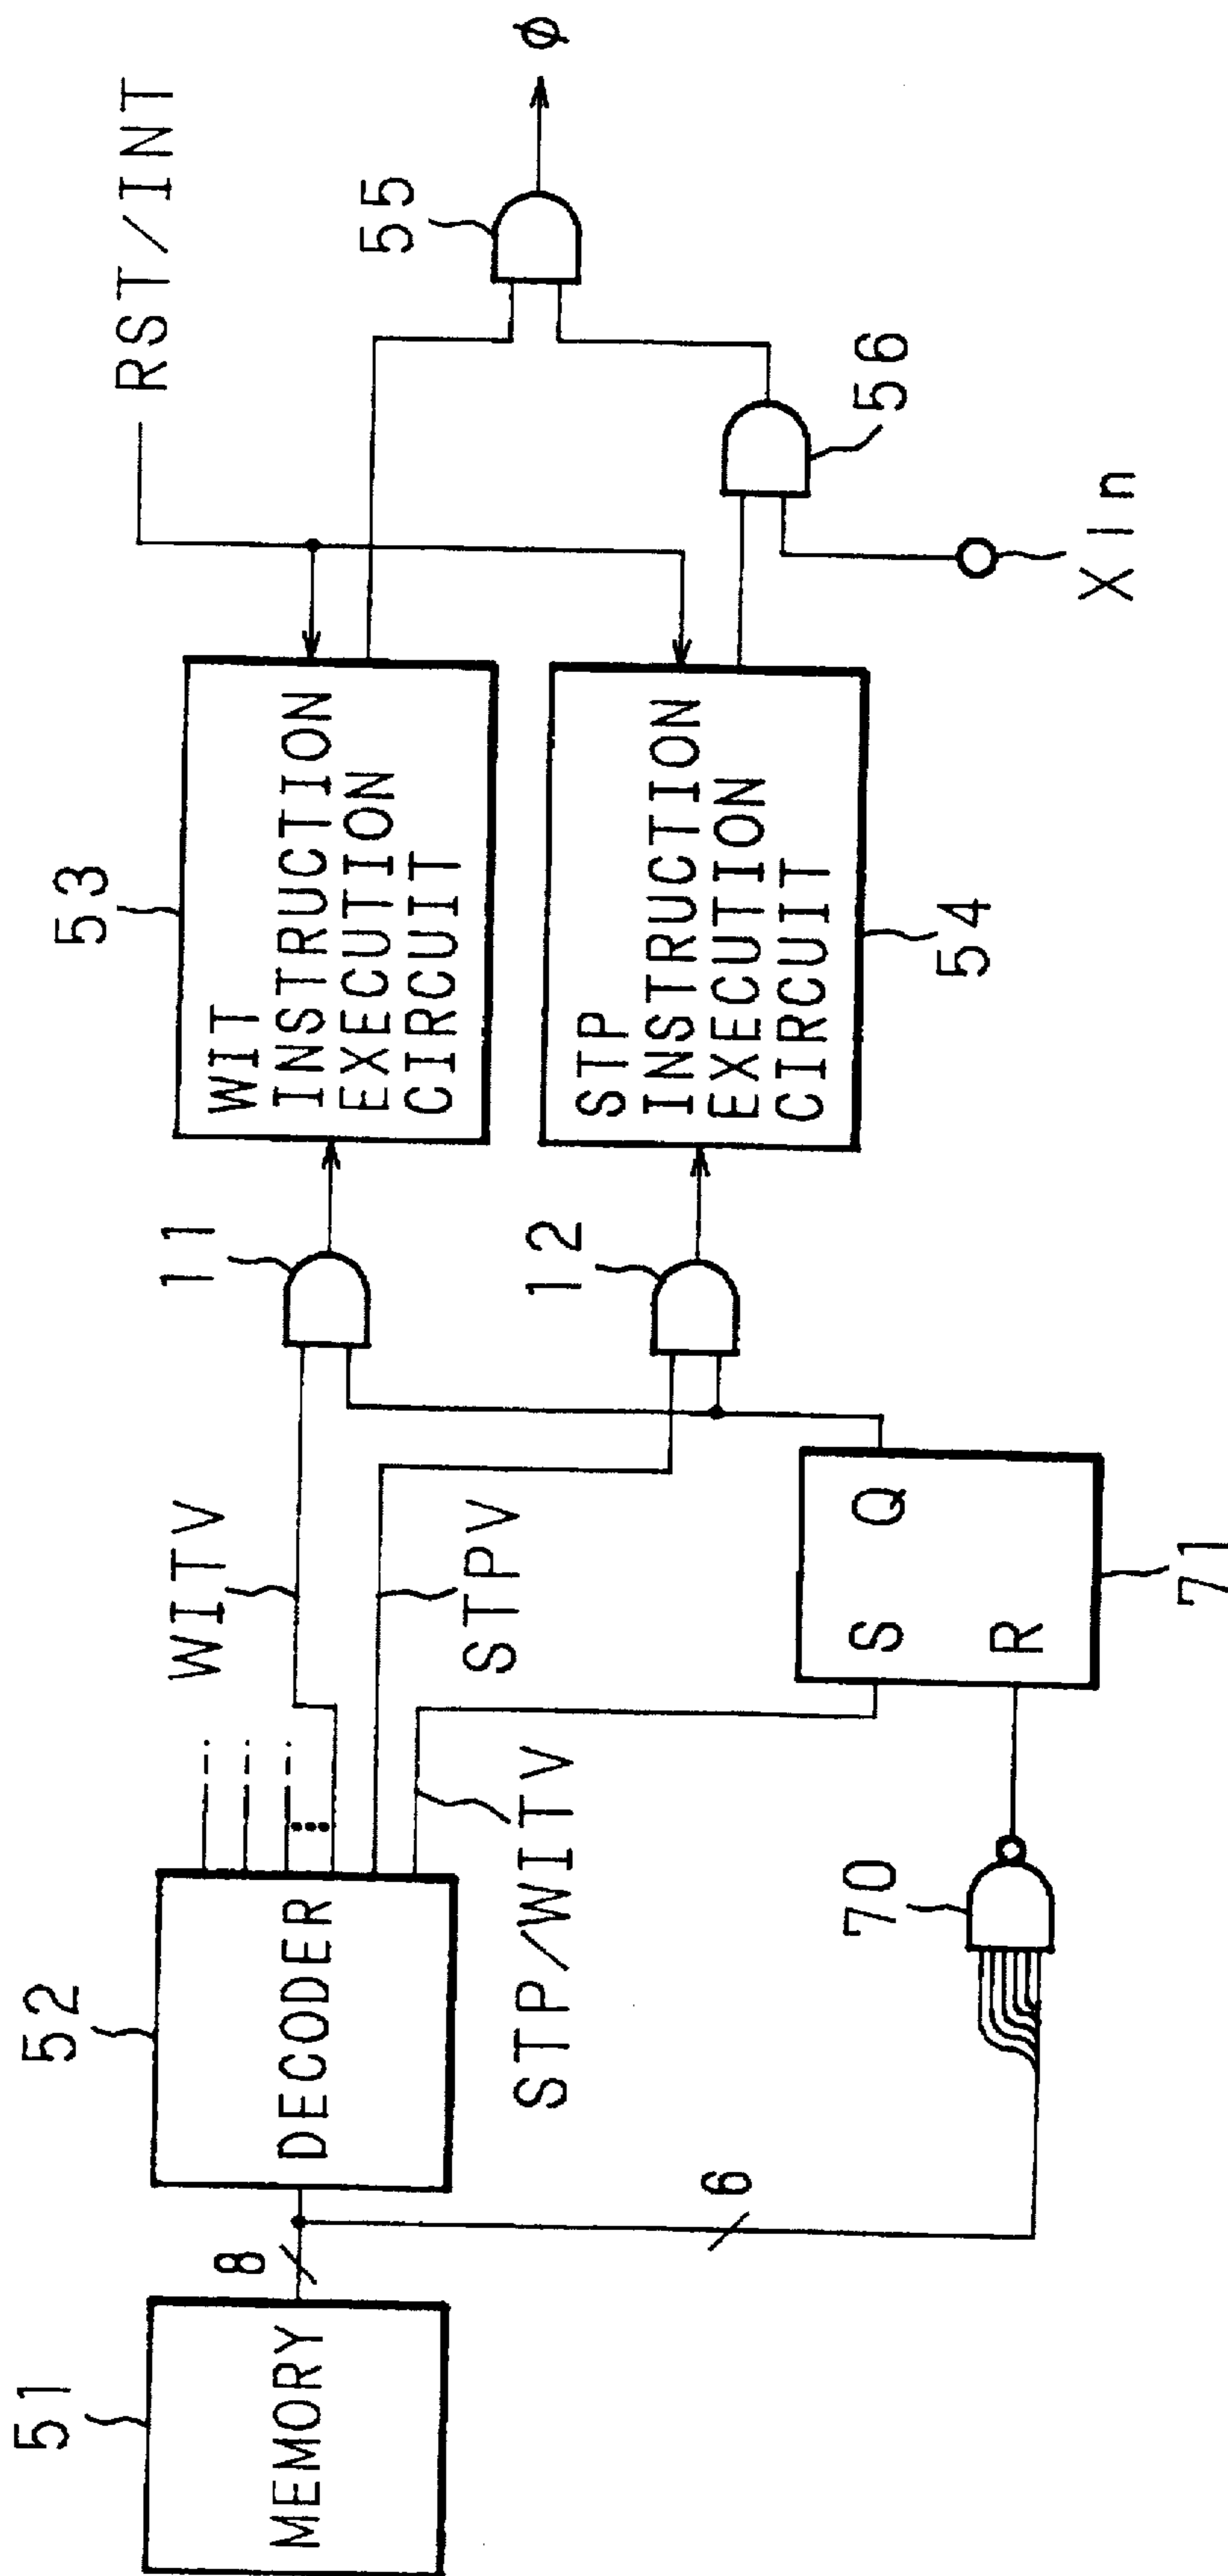 51
MEMORY
8
6
52
DECODER
STP/WITV
WITV
STPV
70
S
Q
R
71
11
12
53
WIT
INSTRUCTION
EXECUTION
CIRCUIT
STP
INSTRUCTION
EXECUTION
CIRCUIT
54
RST/INT
55
56
XIn
φ